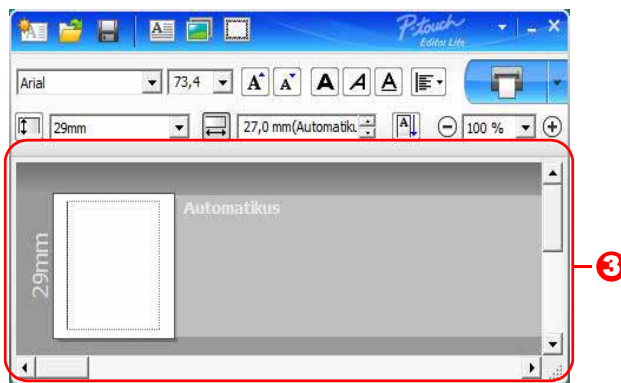 P-touch
Editor Lite
Arial
73,4
A A A A A
29mm
27,0 mm(Automatiku
A
100 %
Automatikus
29mm
3